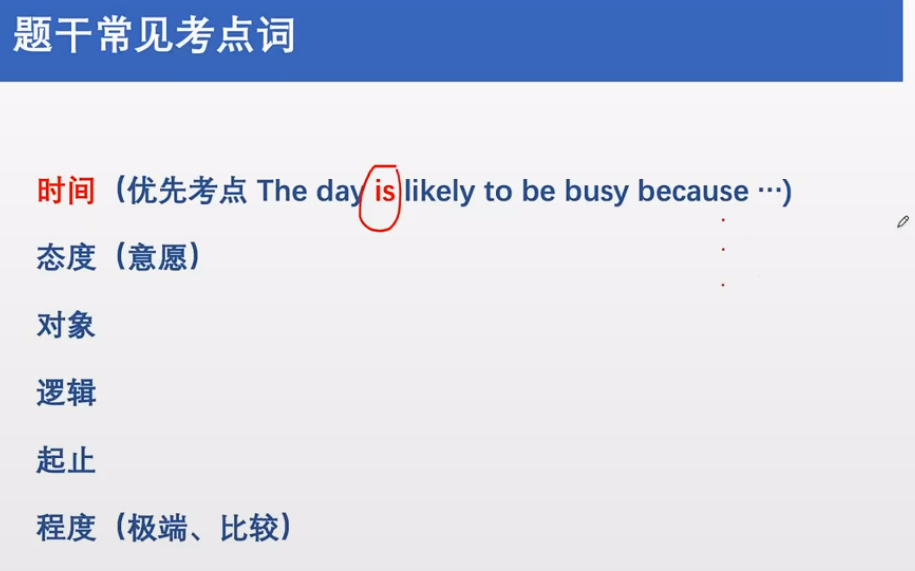 题干常见考点词
时间（优先考点 The day is likely to be busy because …）
态度（意愿）
对象
逻辑
起止
程度（极端、比较）